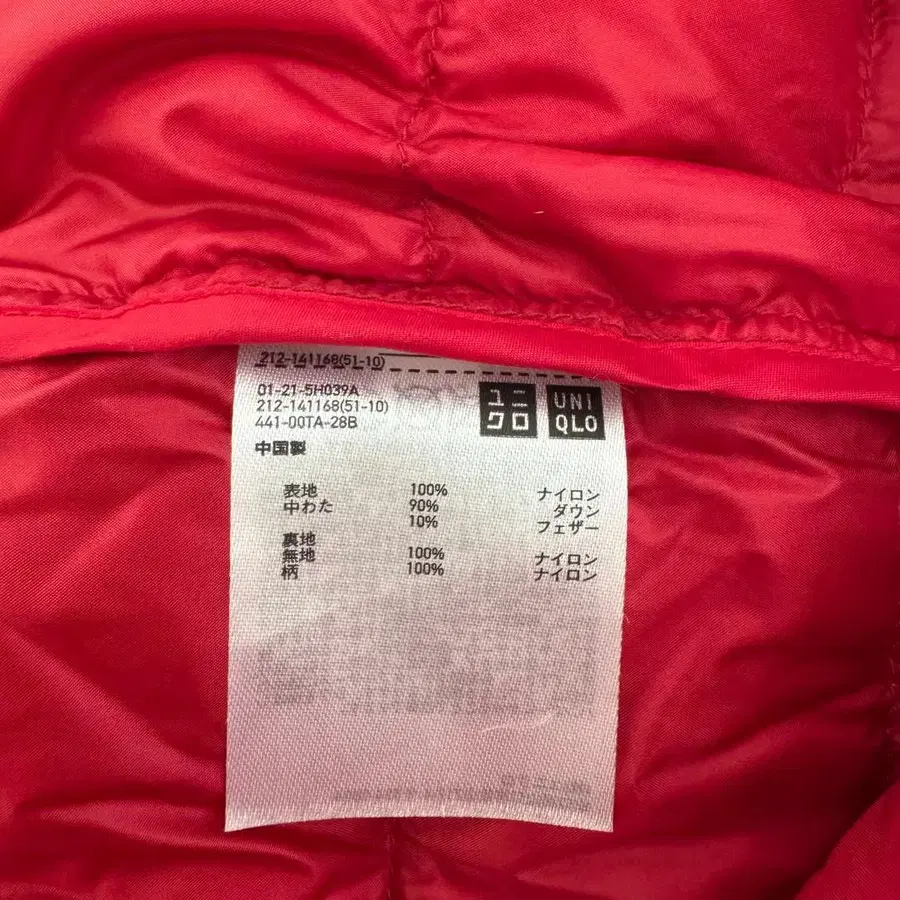 212-141168(51-10)
01-21-5H039A
212-141168(51-10)
441-00TA-28B
ユニクロ
UNIQLO
中国製
表地 100% ナイロン
中わた 90% ダウン
10% フェザー
裏地
無地 100% ナイロン
柄 100% ナイロン